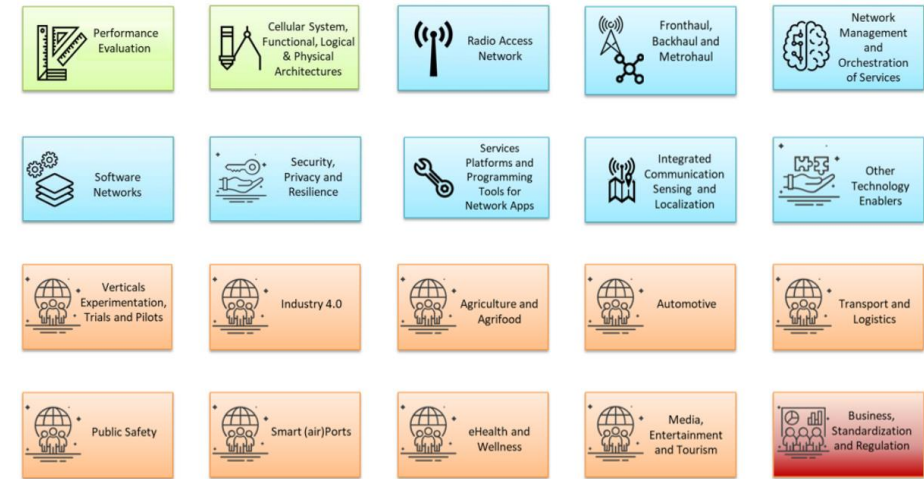 Performance
Evaluation
Cellular System,
Functional, Logical
& Physical
Architectures
Radio Access
Network
Fronthaul,
Backhaul and
Metrohaul
Network
Management
and
Orchestration
of Services
Software
Networks
Security,
Privacy and
Resilience
Services
Platforms and
Programming
Tools for
Network Apps
Integrated
Communication
Sensing and
Localization
Other
Technology
Enablers
Verticals
Experimentation,
Trials and Pilots
Industry 4.0
Agriculture and
Agrifood
Automotive
Transport and
Logistics
Public Safety
Smart (air)Ports
eHealth and
Wellness
Media,
Entertainment
and Tourism
Business,
Standardization
and Regulation